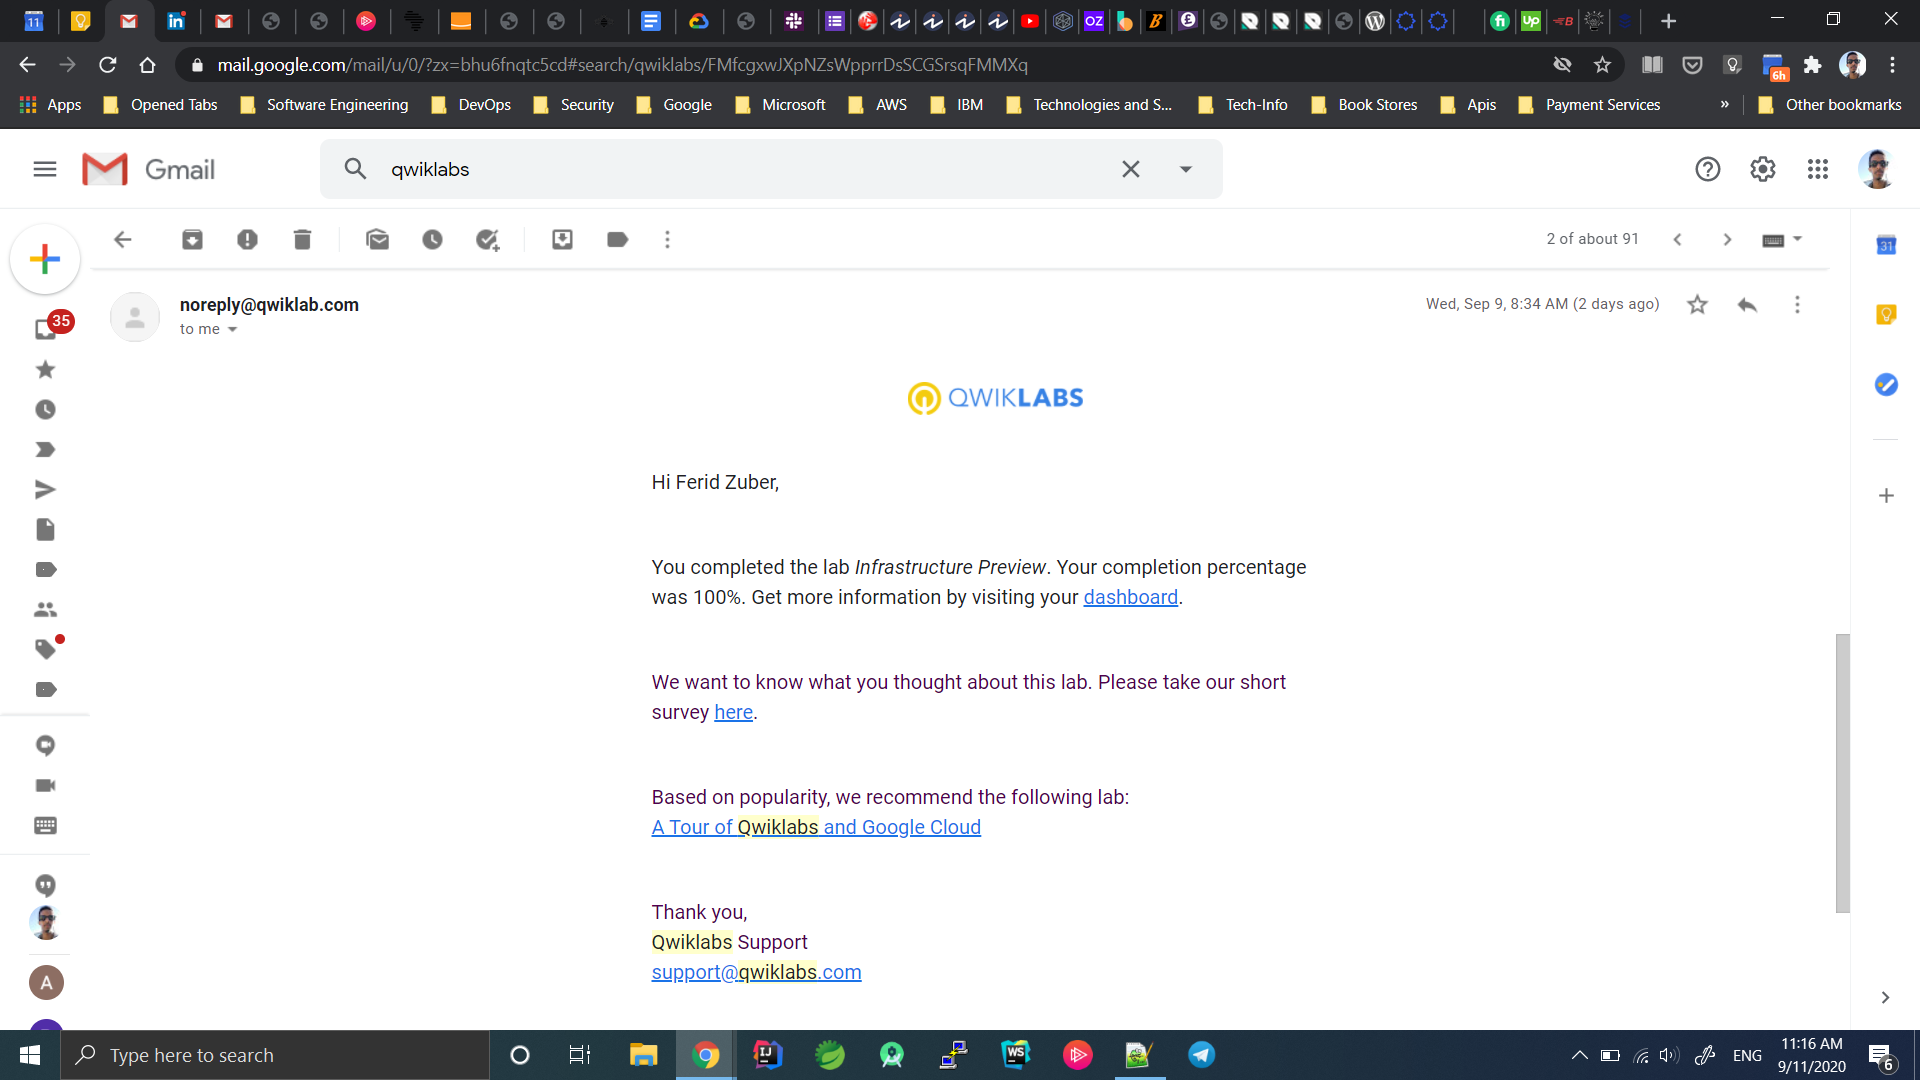 mail.google.com/mail/u/0/?zx=bhu6fnqtc5cd#search/qwiklabs/FMfcgxwJXpNZsWpprrDsSCGSrsqFMMXq
6h
Apps Opened Tabs Software Engineering DevOps Security Google Microsoft AWS IBM Technologies and S... Tech-Info Book Stores Apis Payment Services » Other bookmarks
Gmail
qwiklabs
2 of about 91
35
noreply@qwiklab.com
Wed, Sep 9, 8:34 AM (2 days ago)
to me
QWIKLABS
Hi Ferid Zuber,
You completed the lab Infrastructure Preview. Your completion percentage
was 100%. Get more information by visiting your dashboard.
We want to know what you thought about this lab. Please take our short
survey here.
Based on popularity, we recommend the following lab:
A Tour of Qwiklabs and Google Cloud
Thank you,
Qwiklabs Support
support@qwiklabs.com
A
Type here to search
ENG
11:16 AM
9/11/2020
6